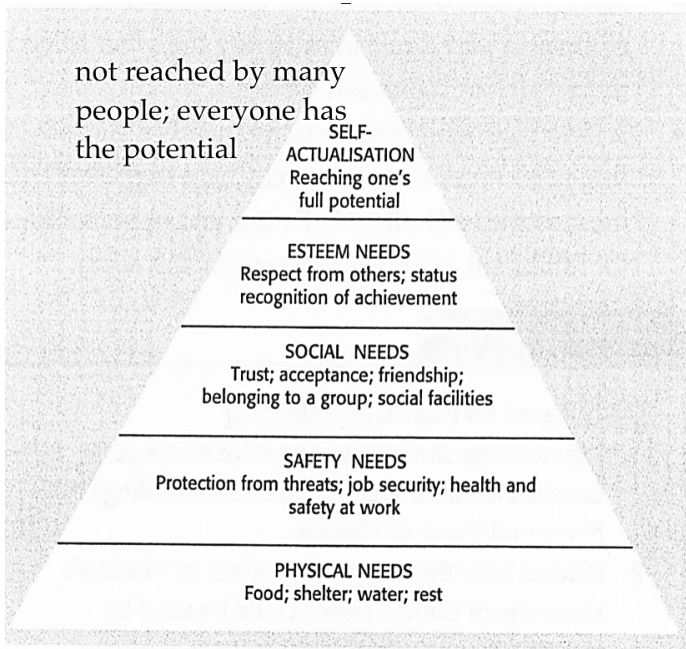 not reached by many
people; everyone has
the potential
SELF-
ACTUALISATION
Reaching one's
full potential
ESTEEM NEEDS
Respect from others; status
recognition of achievement
SOCIAL NEEDS
Trust; acceptance; friendship;
belonging to a group; social facilities
SAFETY NEEDS
Protection from threats; job security; health and
safety at work
PHYSICAL NEEDS
Food; shelter; water; rest